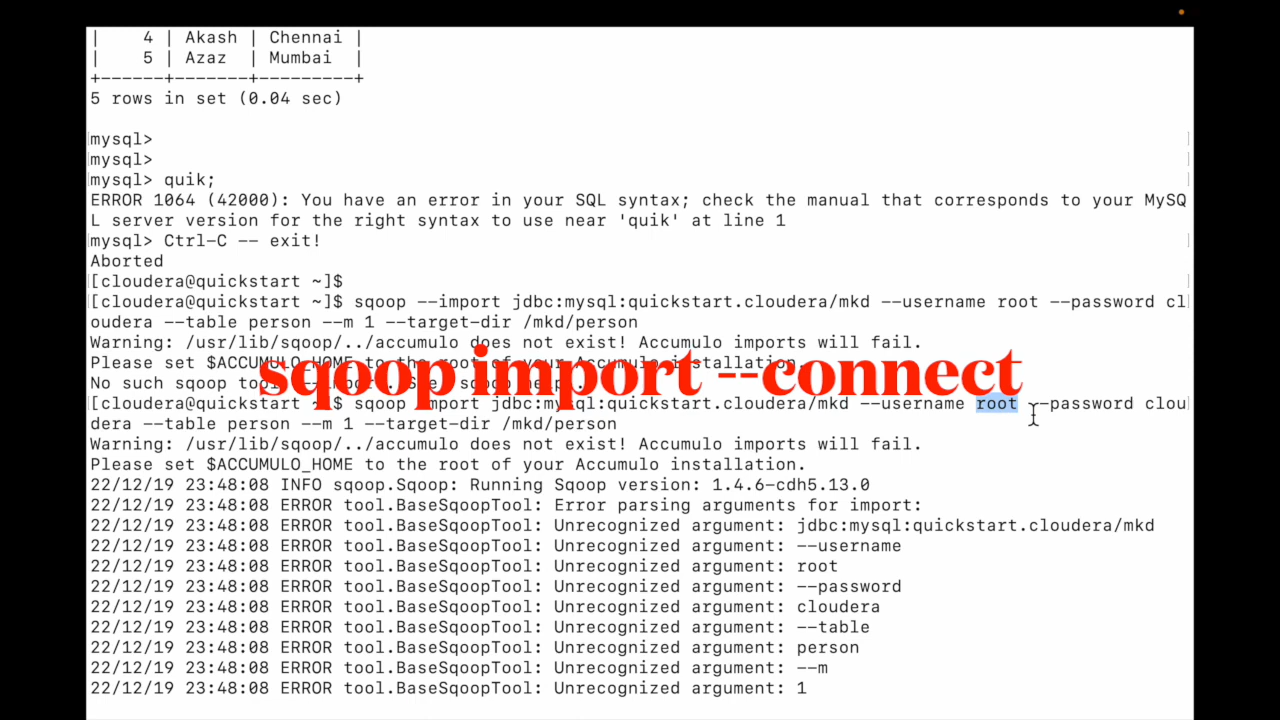 |    4 | Akash | Chennai |
|    5 | Azaz  | Mumbai  |
+------+-------+---------+
5 rows in set (0.04 sec)
mysql>
mysql>
mysql> quik;
ERROR 1064 (42000): You have an error in your SQL syntax; check the manual that corresponds to your MySQ
L server version for the right syntax to use near 'quik' at line 1
mysql> Ctrl-C -- exit!
Aborted
[cloudera@quickstart ~]$
[cloudera@quickstart ~]$ sqoop --import jdbc:mysql:quickstart.cloudera/mkd --username root --password cl
oudera --table person --m 1 --target-dir /mkd/person
Warning: /usr/lib/sqoop/../accumulo does not exist! Accumulo imports will fail.
Please set $ACCUMULO_HOME to the root of your Accumulo installation.
sqoop import --connect
No such sqoop
[cloudera@quickstart ~]$ sqoop import jdbc:mysql:quickstart.cloudera/mkd --username root --password clou
dera --table person --m 1 --target-dir /mkd/person
Warning: /usr/lib/sqoop/../accumulo does not exist! Accumulo imports will fail.
Please set $ACCUMULO_HOME to the root of your Accumulo installation.
22/12/19 23:48:08 INFO sqoop.Sqoop: Running Sqoop version: 1.4.6-cdh5.13.0
22/12/19 23:48:08 ERROR tool.BaseSqoopTool: Error parsing arguments for import:
22/12/19 23:48:08 ERROR tool.BaseSqoopTool: Unrecognized argument: jdbc:mysql:quickstart.cloudera/mkd
22/12/19 23:48:08 ERROR tool.BaseSqoopTool: Unrecognized argument: --username
22/12/19 23:48:08 ERROR tool.BaseSqoopTool: Unrecognized argument: root
22/12/19 23:48:08 ERROR tool.BaseSqoopTool: Unrecognized argument: --password
22/12/19 23:48:08 ERROR tool.BaseSqoopTool: Unrecognized argument: cloudera
22/12/19 23:48:08 ERROR tool.BaseSqoopTool: Unrecognized argument: --table
22/12/19 23:48:08 ERROR tool.BaseSqoopTool: Unrecognized argument: person
22/12/19 23:48:08 ERROR tool.BaseSqoopTool: Unrecognized argument: --m
22/12/19 23:48:08 ERROR tool.BaseSqoopTool: Unrecognized argument: 1